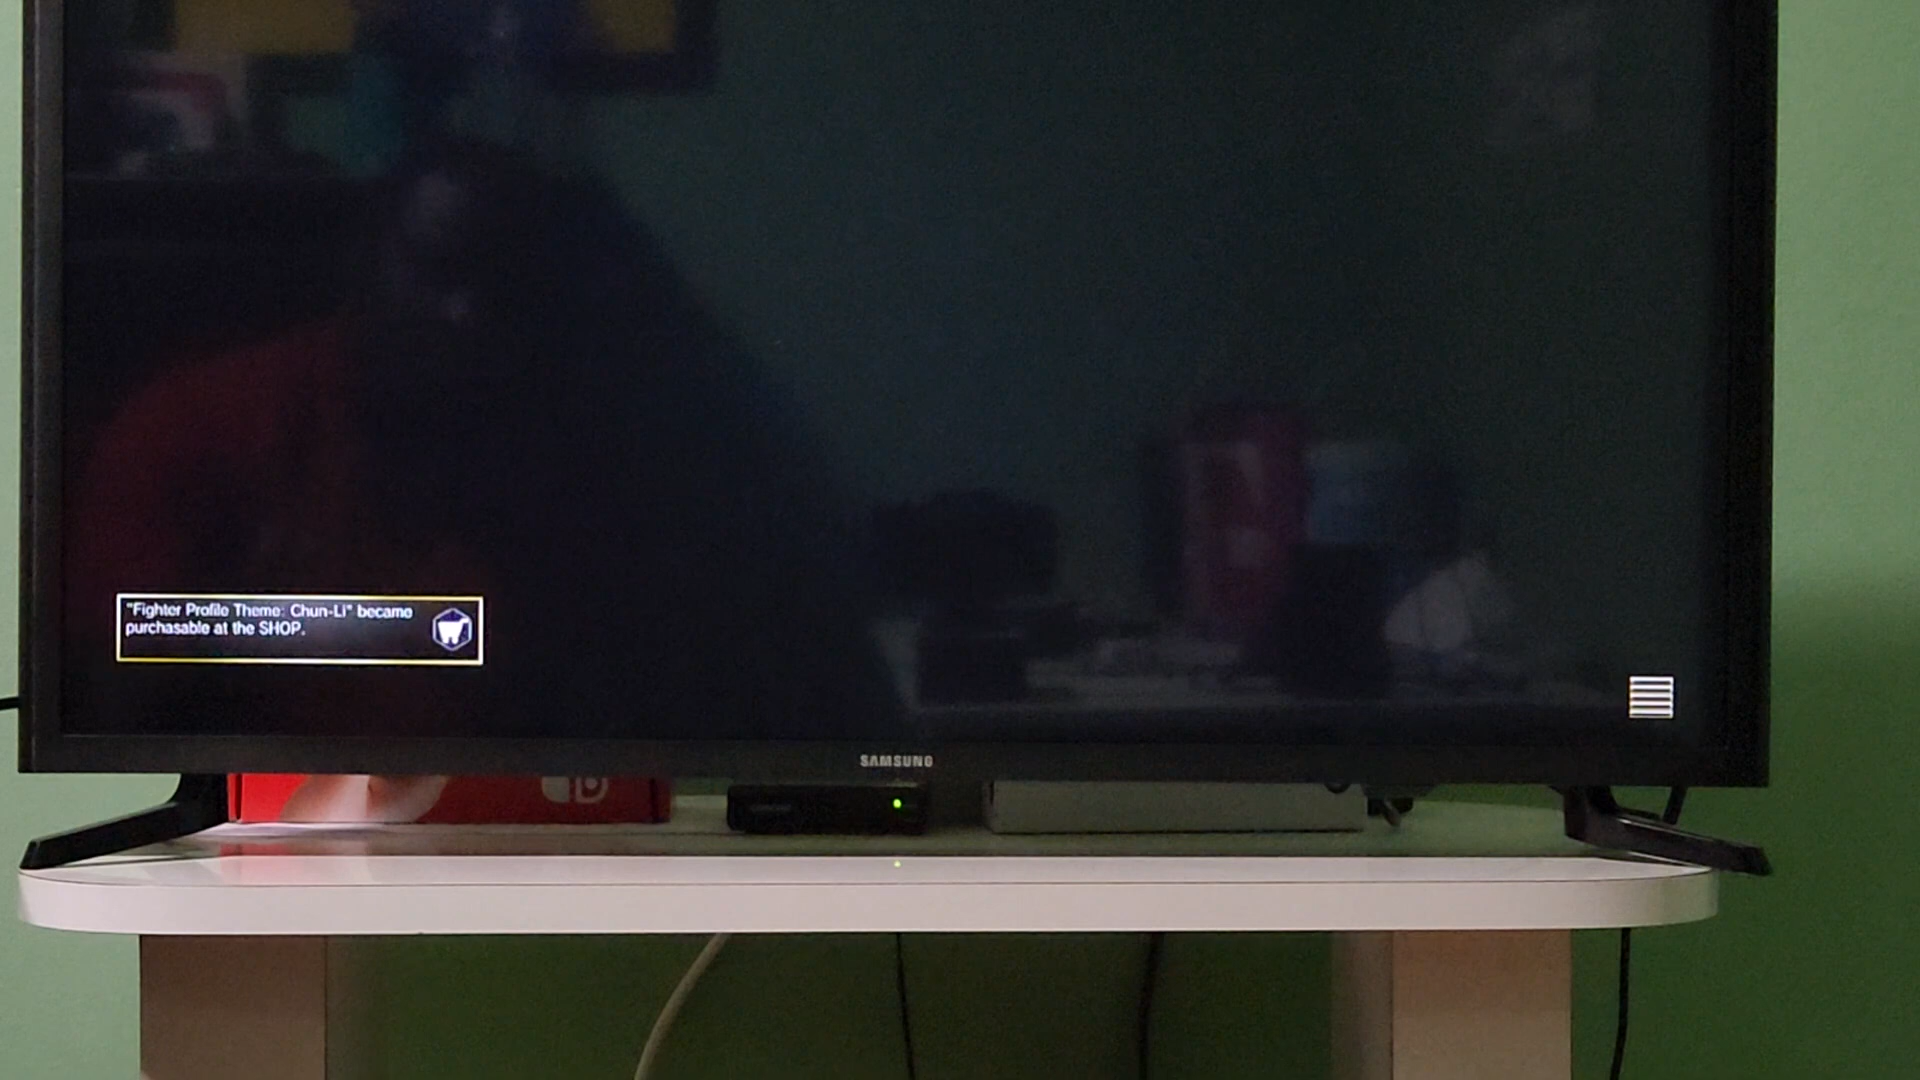 "Fighter Profile Theme: Chun-Li" became
purchasable at the SHOP.
SAMSUNG